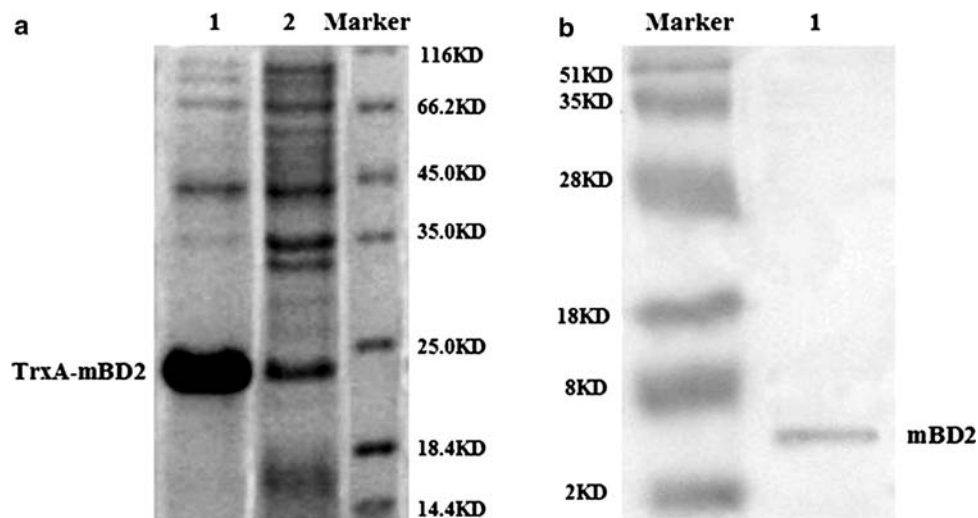 a
1 2 Marker
116KD
66.2KD
45.0KD
35.0KD
25.0KD
TrxA-mBD2
18.4KD
14.4KD
b
Marker 1
51KD
35KD
28KD
18KD
8KD
mBD2
2KD